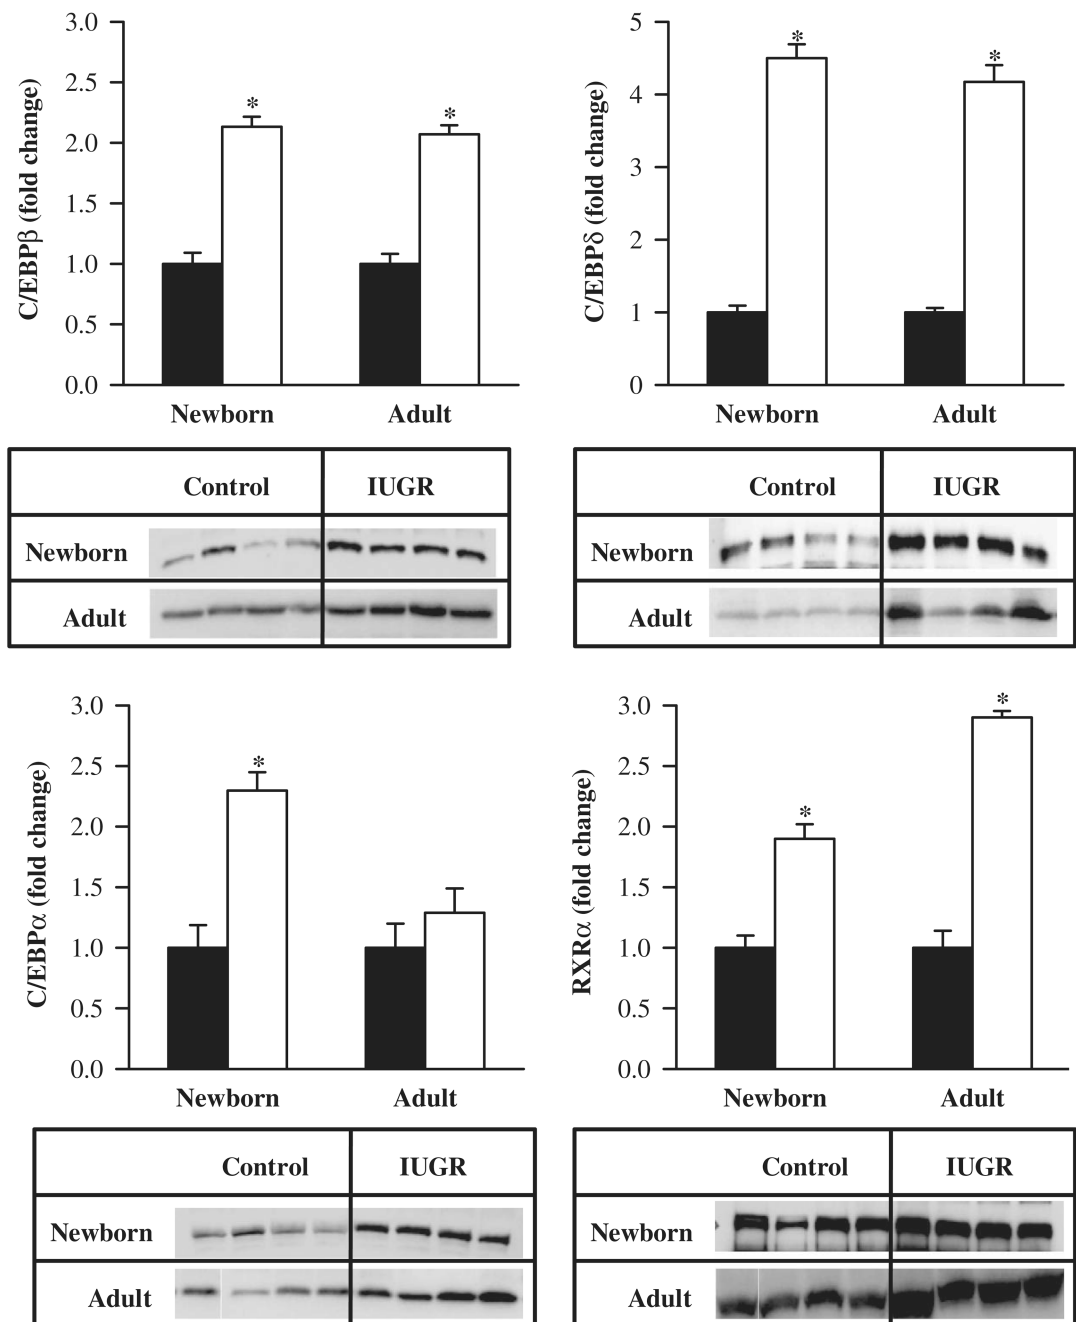 C/EBPβ (fold change)
3.0
2.5
2.0
1.5
1.0
0.5
0.0
*
*
Newborn Adult
Control IUGR
Newborn
Adult
C/EBPδ (fold change)
5
4
3
2
1
0
*
*
Newborn Adult
Control IUGR
Newborn
Adult
C/EBPα (fold change)
3.0
2.5
2.0
1.5
1.0
0.5
0.0
*
Newborn Adult
Control IUGR
Newborn
Adult
RXRα (fold change)
3.0
2.5
2.0
1.5
1.0
0.5
0.0
*
*
Newborn Adult
Control IUGR
Newborn
Adult